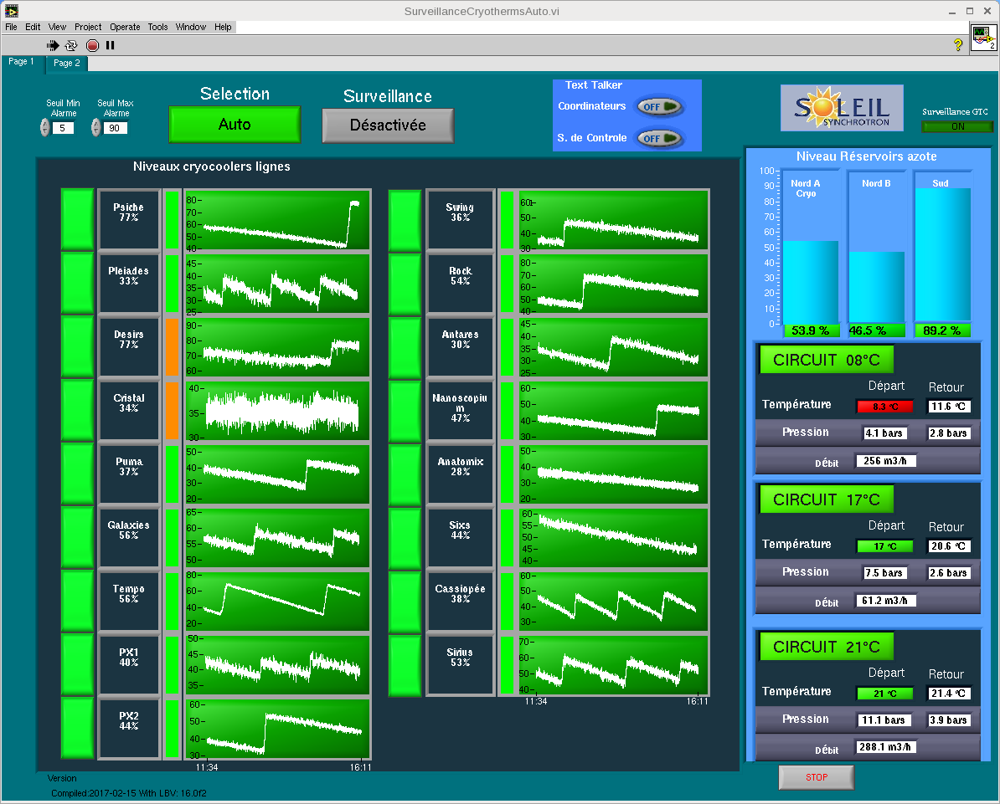 SurveillanceCryothermsAuto.vi
File Edit View Project Operate Tools Window Help
2
Page 1 Page 2
Seuil Min Alarme
5
Seuil Max Alarme
90
Selection
Auto
Surveillance
Désactivée
Text Talker
Coordinateurs OFF
S. de Controle OFF
SOLEIL
SYNCHROTRON
Surveillance GTC
ON
Niveaux cryocoolers lignes
Psiche
77%
80
70
60
50
40
Pleiades
33%
45
40
35
30
25
Desirs
77%
90
80
70
60
Cristal
34%
40
35
30
Puma
37%
50
40
30
20
Galaxies
56%
65
60
55
50
Tempo
56%
80
60
40
20
PX1
40%
50
45
40
35
PX2
44%
60
50
40
30
11:34 16:11
Swing
36%
60
50
40
30
Rock
54%
80
70
60
50
40
Antares
30%
45
40
35
30
25
Nanoscopiu
m
47%
60
50
40
30
Anatomix
28%
50
40
30
20
Sixs
44%
60
55
50
45
40
Cassiopée
38%
60
50
40
30
Sirius
53%
70
60
50
40
11:34 16:11
Niveau Réservoirs azote
100
90
80
70
60
50
40
30
20
10
0
Nord A
Cryo
Nord B
Sud
53.9 % 46.5 % 89.2 %
CIRCUIT 08°C
Départ Retour
Température 8.3 °C 11.6 °C
Pression 4.1 bars 2.8 bars
Débit 256 m3/h
CIRCUIT 17°C
Départ Retour
Température 17 °C 20.6 °C
Pression 7.5 bars 2.6 bars
Débit 61.2 m3/h
CIRCUIT 21°C
Départ Retour
Température 21 °C 21.4 °C
Pression 11.1 bars 3.9 bars
Débit 288.1 m3/h
STOP
Version
Compiled:2017-02-15 With LBV: 16.0f2